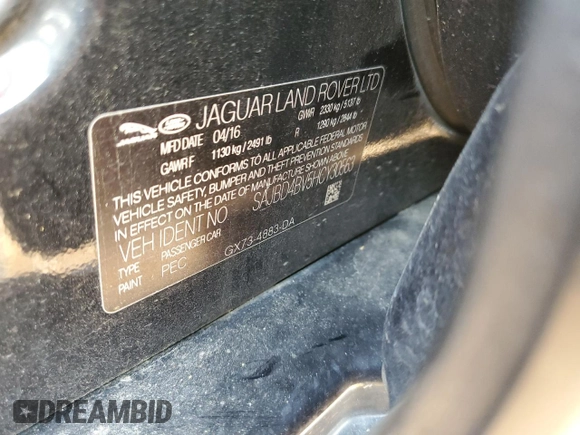 JAGUAR LAND ROVER LTD
MFD DATE 04/16 GWR 2330 kg / 5137 lb
GAWR F 1130 kg / 2491 lb R 1290 kg / 2844 lb
THIS VEHICLE CONFORMS TO ALL APPLICABLE FEDERAL MOTOR
VEHICLE SAFETY, BUMPER AND THEFT PREVENTION STANDARDS
IN EFFECT ON THE DATE OF MANUFACTURE SHOWN ABOVE.
VEH IDENT NO
TYPE PASSENGER CAR
PAINT PEC GX73-4883-DA
DREAMBID